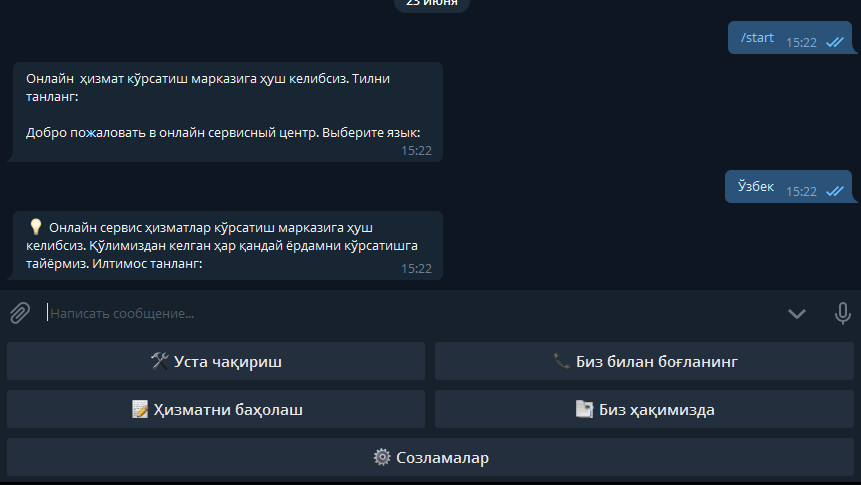 23 июня
/start
15:22
Онлайн ҳизмат кўрсатиш марказига ҳуш келибсиз. Тилни
танланг:
Добро пожаловать в онлайн сервисный центр. Выберите язык:
15:22
Ўзбек
15:22
💡 Онлайн сервис ҳизматлар кўрсатиш марказига ҳуш
келибсиз. Қўлимиздан келган ҳар қандай ёрдамни кўрсатишга
тайёрмиз. Илтимос танланг:
15:22
Написать сообщение...
🛠 Уста чақириш
📞 Биз билан боғланинг
📝 Ҳизматни баҳолаш
📑 Биз ҳақимизда
⚙️ Созламалар